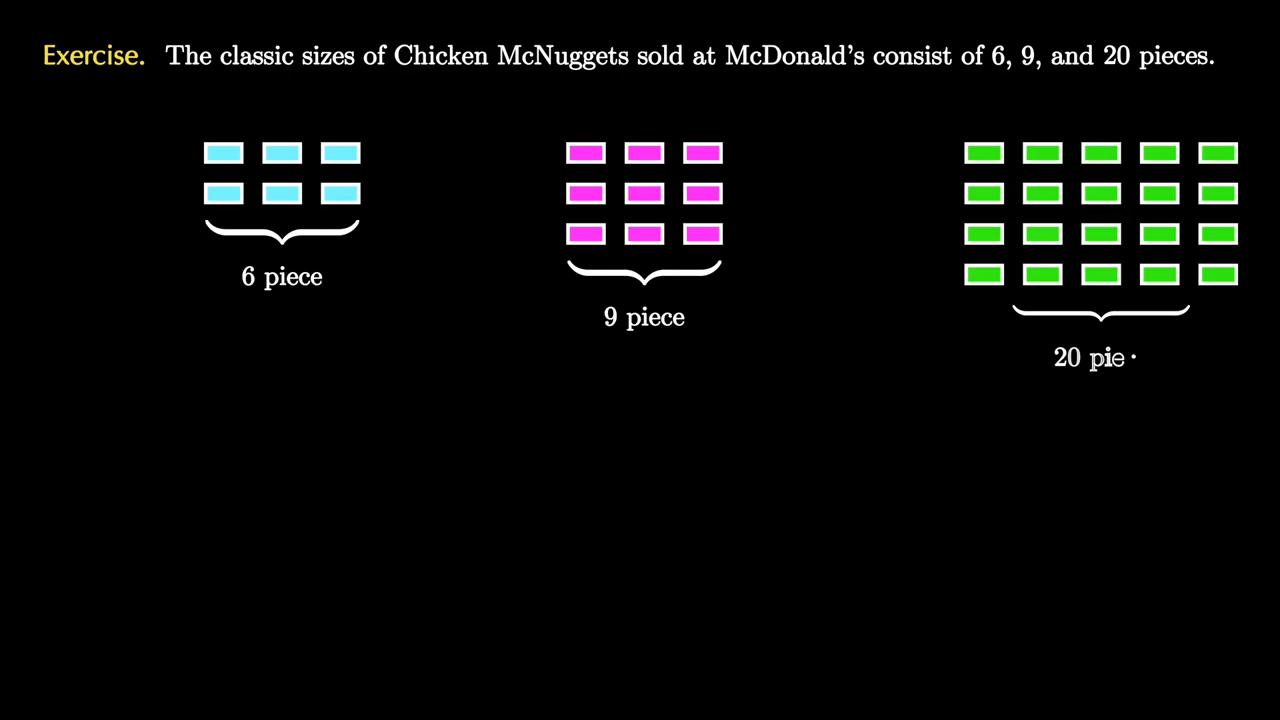 Exercise. The classic sizes of Chicken McNuggets sold at McDonald's consist of 6, 9, and 20 pieces.
6 piece
9 piece
20 pie